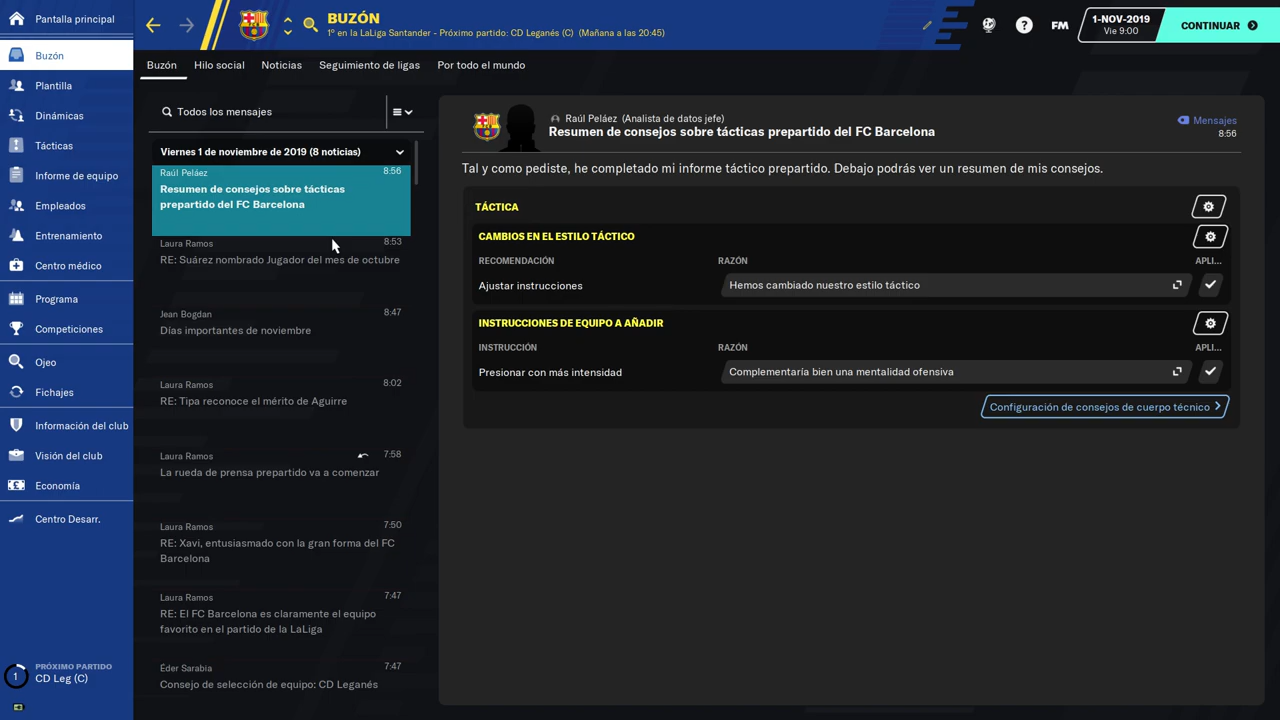 Pantalla principal
Buzón
Plantilla
Dinámicas
Tácticas
Informe de equipo
Empleados
Entrenamiento
Centro médico
Programa
Competiciones
Ojeo
Fichajes
Información del club
Visión del club
Economía
Centro Desarr.
1
PRÓXIMO PARTIDO
CD Leg (C)
BUZÓN
1º en la LaLiga Santander - Próximo partido: CD Leganés (C) (Mañana a las 20:45)
?
FM
1-NOV-2019
Vie 9:00
CONTINUAR
Buzón
Hilo social
Noticias
Seguimiento de ligas
Por todo el mundo
Todos los mensajes
Viernes 1 de noviembre de 2019 (8 noticias)
Raúl Peláez 8:56
Resumen de consejos sobre tácticas
prepartido del FC Barcelona
Laura Ramos 8:53
RE: Suárez nombrado Jugador del mes de octubre
Jean Bogdan 8:47
Días importantes de noviembre
Laura Ramos 8:02
RE: Tipa reconoce el mérito de Aguirre
Laura Ramos 7:58
La rueda de prensa prepartido va a comenzar
Laura Ramos 7:50
RE: Xavi, entusiasmado con la gran forma del FC
Barcelona
Laura Ramos 7:47
RE: El FC Barcelona es claramente el equipo
favorito en el partido de la LaLiga
Éder Sarabia 7:47
Consejo de selección de equipo: CD Leganés
Raúl Peláez (Analista de datos jefe)
Resumen de consejos sobre tácticas prepartido del FC Barcelona
Mensajes
8:56
Tal y como pediste, he completado mi informe táctico prepartido. Debajo podrás ver un resumen de mis consejos.
TÁCTICA
CAMBIOS EN EL ESTILO TÁCTICO
RECOMENDACIÓN RAZÓN APLI...
Ajustar instrucciones Hemos cambiado nuestro estilo táctico
INSTRUCCIONES DE EQUIPO A AÑADIR
INSTRUCCIÓN RAZÓN APLI...
Presionar con más intensidad Complementaría bien una mentalidad ofensiva
Configuración de consejos de cuerpo técnico